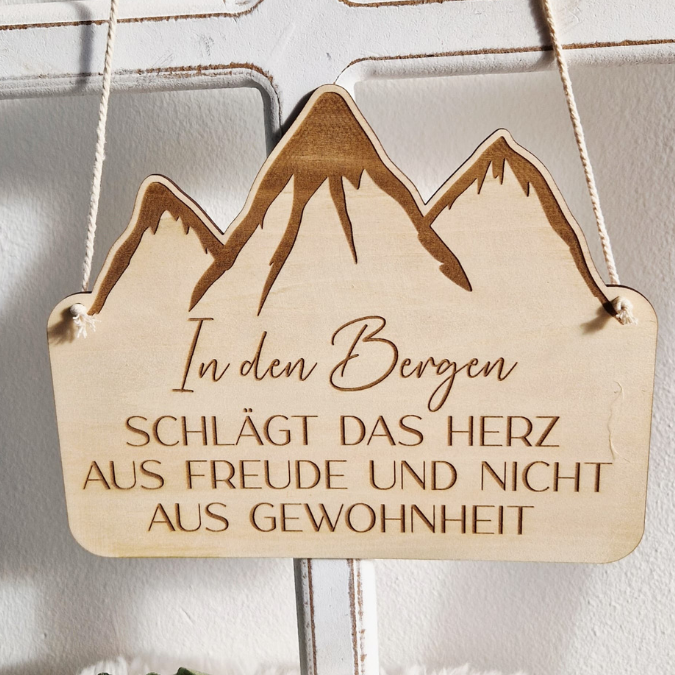 In den Bergen
SCHLÄGT DAS HERZ
AUS FREUDE UND NICHT
AUS GEWOHNHEIT